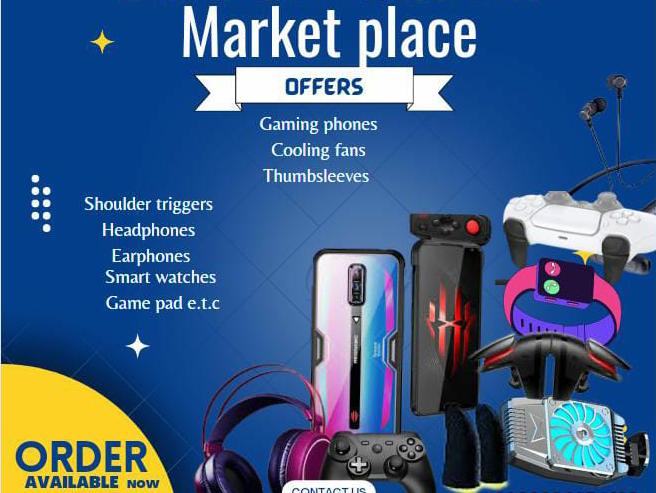 Market place
OFFERS
Gaming phones
Cooling fans
Thumbsleeves
Shoulder triggers
Headphones
Earphones
Smart watches
Game pad e.t.c
ORDER
AVAILABLE NOW
CONTACT US